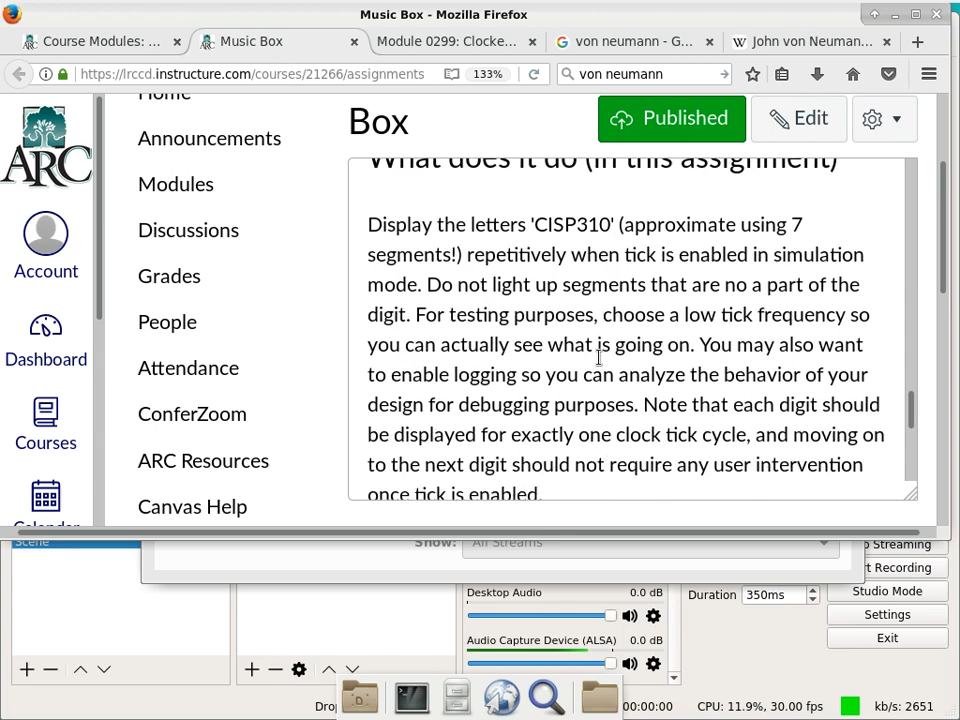 Music Box - Mozilla Firefox
Course Modules: ...
Music Box
Module 0299: Clocke...
von neumann - G...
John von Neuman...
https://lrccd.instructure.com/courses/21266/assignments
133%
von neumann
ARC
Account
Dashboard
Courses
Calendar
Home
Announcements
Modules
Discussions
Grades
People
Attendance
ConferZoom
ARC Resources
Canvas Help
Box
Published
Edit
What does it do (in this assignment)
Display the letters 'CISP310' (approximate using 7
segments!) repetitively when tick is enabled in simulation
mode. Do not light up segments that are no a part of the
digit. For testing purposes, choose a low tick frequency so
you can actually see what is going on. You may also want
to enable logging so you can analyze the behavior of your
design for debugging purposes. Note that each digit should
be displayed for exactly one clock tick cycle, and moving on
to the next digit should not require any user intervention
once tick is enabled.
Scene
Show:
All Streams
Streaming
rt Recording
Desktop Audio
0.0 dB
Duration
350ms
Studio Mode
Settings
Audio Capture Device (ALSA)
0.0 dB
Exit
Dro
00:00:00
CPU: 11.9%, 30.00 fps
kb/s: 2651